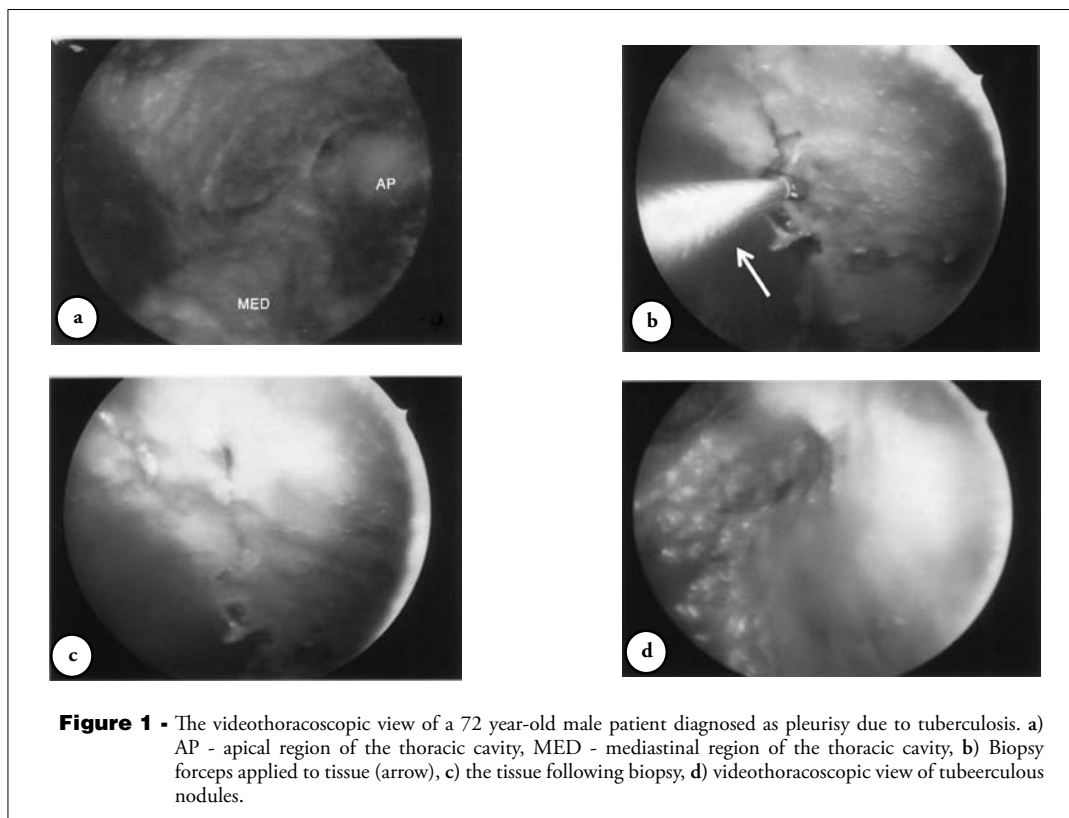 AP
MED
a
b
c
d
Figure 1 - The videothoracoscopic view of a 72 year-old male patient diagnosed as pleurisy due to tuberculosis. a)
AP - apical region of the thoracic cavity, MED - mediastinal region of the thoracic cavity, b) Biopsy
forceps applied to tissue (arrow), c) the tissue following biopsy, d) videothoracoscopic view of tubeerculous
nodules.